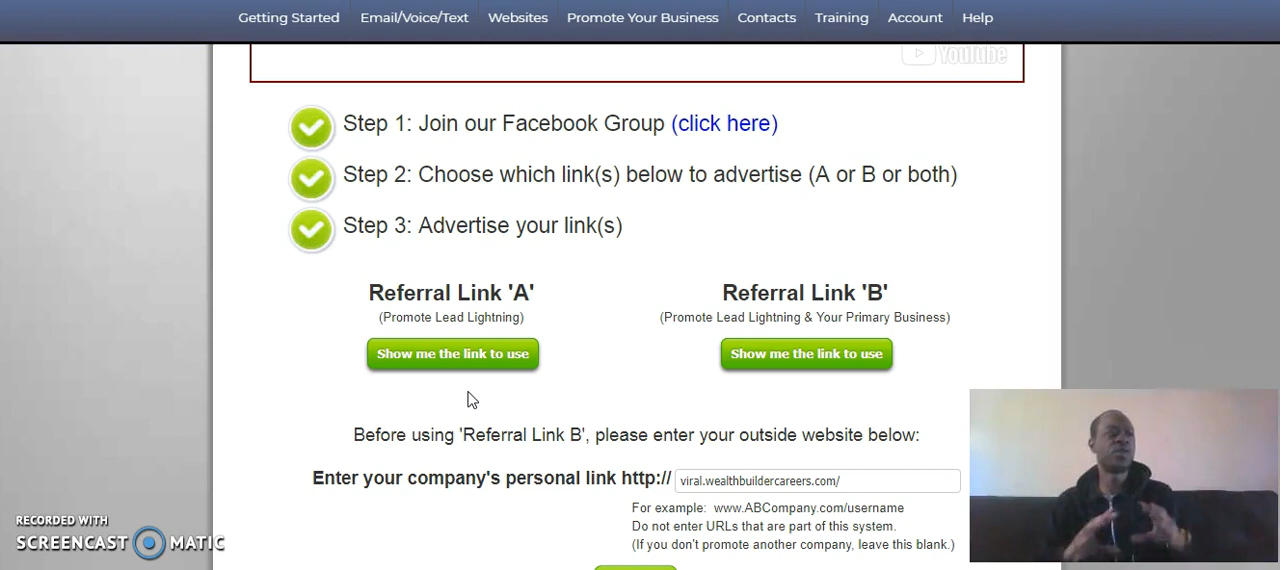 Getting Started Email/Voice/Text Websites Promote Your Business Contacts Training Account Help
YouTube
Step 1: Join our Facebook Group (click here)
Step 2: Choose which link(s) below to advertise (A or B or both)
Step 3: Advertise your link(s)
Referral Link 'A' Referral Link 'B'
(Promote Lead Lightning) (Promote Lead Lightning & Your Primary Business)
Show me the link to use Show me the link to use
Before using 'Referral Link B', please enter your outside website below:
Enter your company's personal link http:// viral.wealthbuildercareers.com/
For example: www.ABCompany.com/username
Do not enter URLs that are part of this system.
(If you don't promote another company, leave this blank.)
RECORDED WITH
SCREENCAST MATIC